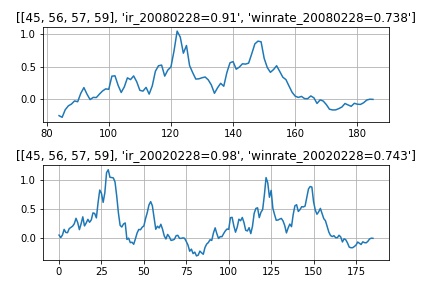 [[45, 56, 57, 59], 'ir_20080228=0.91', 'winrate_20080228=0.738']
1.0
0.5
0.0
80 100 120 140 160 180
[[45, 56, 57, 59], 'ir_20020228=0.98', 'winrate_20020228=0.743']
1.0
0.5
0.0
0 25 50 75 100 125 150 175